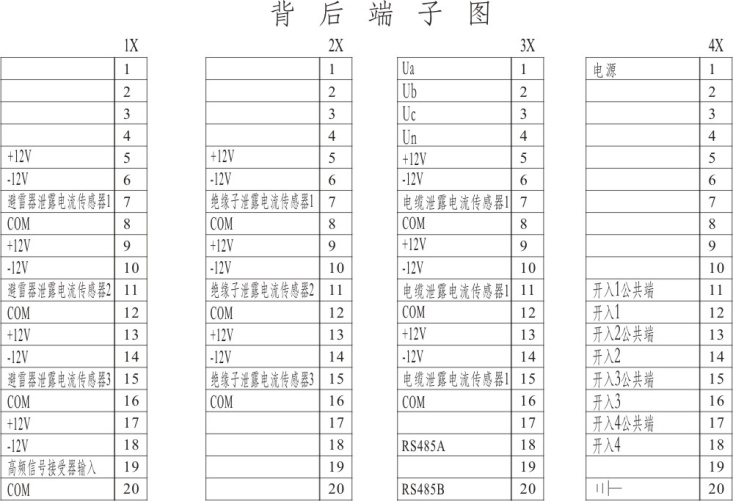 背后端子图
1X 2X 3X 4X
1 1 Ua 1 电源 1
2 2 Ub 2 2
3 3 Uc 3 3
4 4 Un 4 4
+12V 5 +12V 5 +12V 5 5
-12V 6 -12V 6 -12V 6 6
避雷器泄露电流传感器1 7 绝缘子泄露电流传感器1 7 电缆泄露电流传感器1 7 7
COM 8 COM 8 COM 8 8
+12V 9 +12V 9 +12V 9 9
-12V 10 -12V 10 -12V 10 10
避雷器泄露电流传感器2 11 绝缘子泄露电流传感器2 11 电缆泄露电流传感器1 11 开入1公共端 11
COM 12 COM 12 COM 12 开入1 12
+12V 13 +12V 13 +12V 13 开入2公共端 13
-12V 14 -12V 14 -12V 14 开入2 14
避雷器泄露电流传感器3 15 绝缘子泄露电流传感器3 15 电缆泄露电流传感器1 15 开入3公共端 15
COM 16 COM 16 COM 16 开入3 16
+12V 17 17 17 开入4公共端 17
-12V 18 18 RS485A 18 开入4 18
高频信号接受器输入 19 19 19 19
COM 20 20 RS485B 20 20